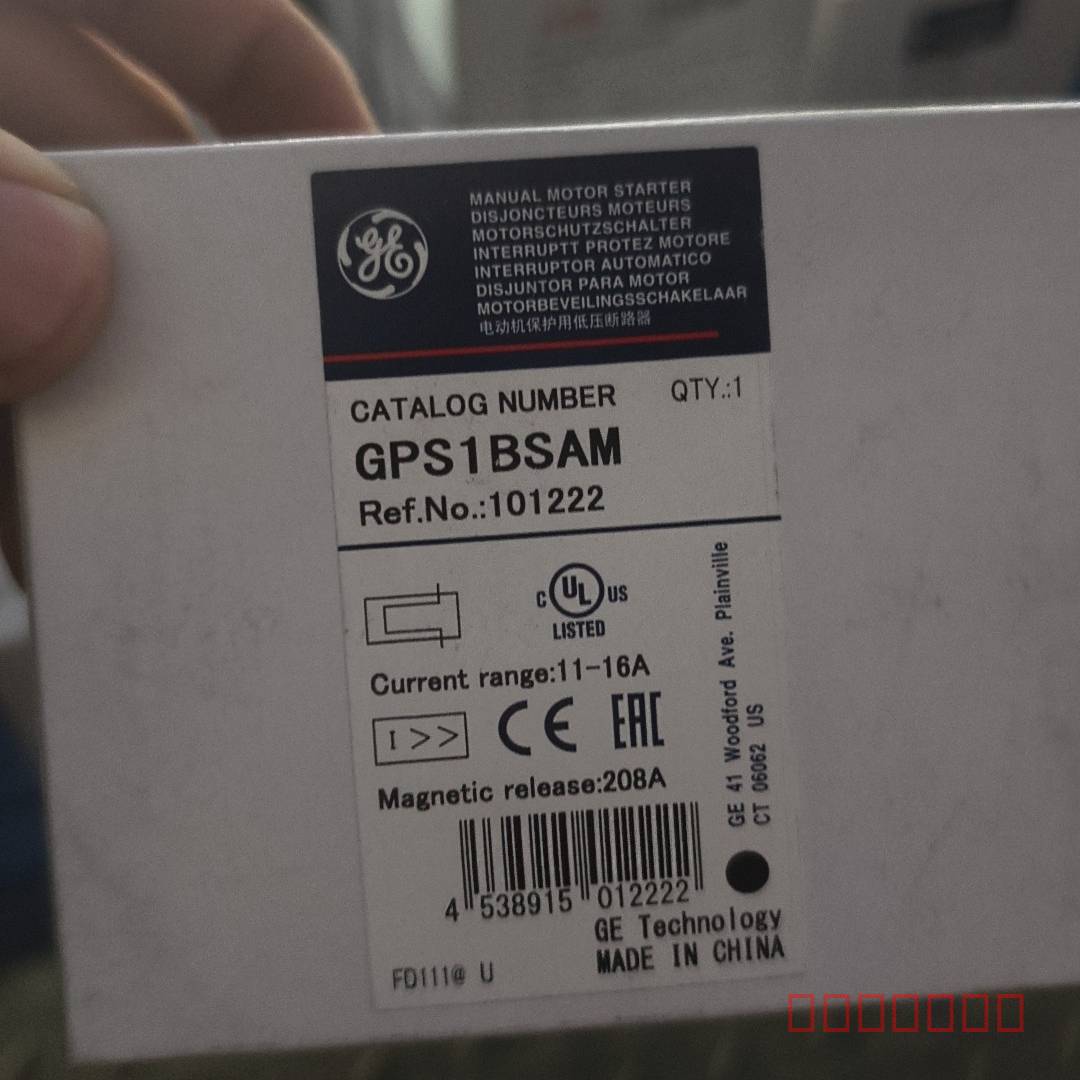 GE
MANUAL MOTOR STARTER
DISJONCTEURS MOTEURS
MOTORSCHUTZSCHALTER
INTERRUPTT PROTEZ MOTORE
INTERRUPTOR AUTOMATICO
DISJUNTOR PARA MOTOR
MOTORBEVEILINGSSCHAKELAAR
电动机保护用低压断路器
CATALOG NUMBER QTY.:1
GPS1BSAM
Ref.No.:101222
C UL US
LISTED
Current range:11-16A
I >> CE EAC
Magnetic release:208A
GE 41 Woodford Ave. Plainville
CT 06062 US
4 538915 012222
GE Technology
MADE IN CHINA
FD111@ U